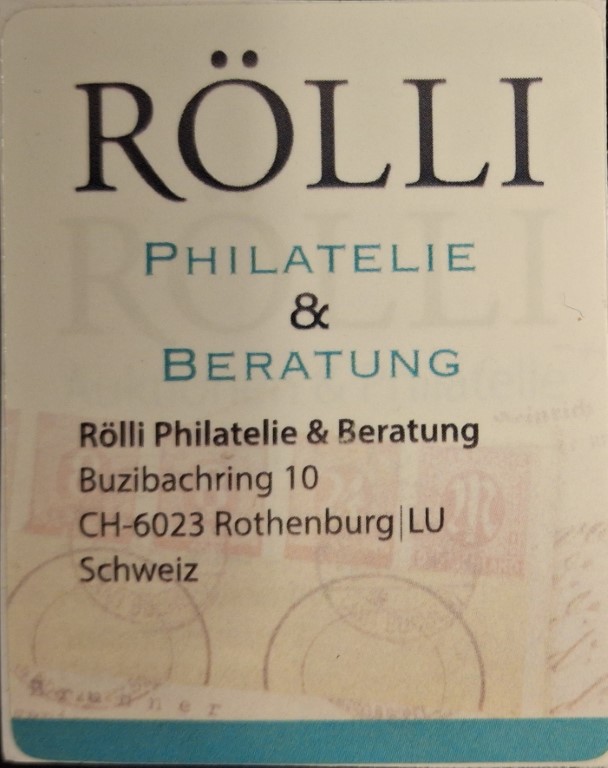 RÖLLI
PHILATELIE
&
BERATUNG
Rölli Philatelie & Beratung
Buzibachring 10
CH-6023 Rothenburg|LU
Schweiz